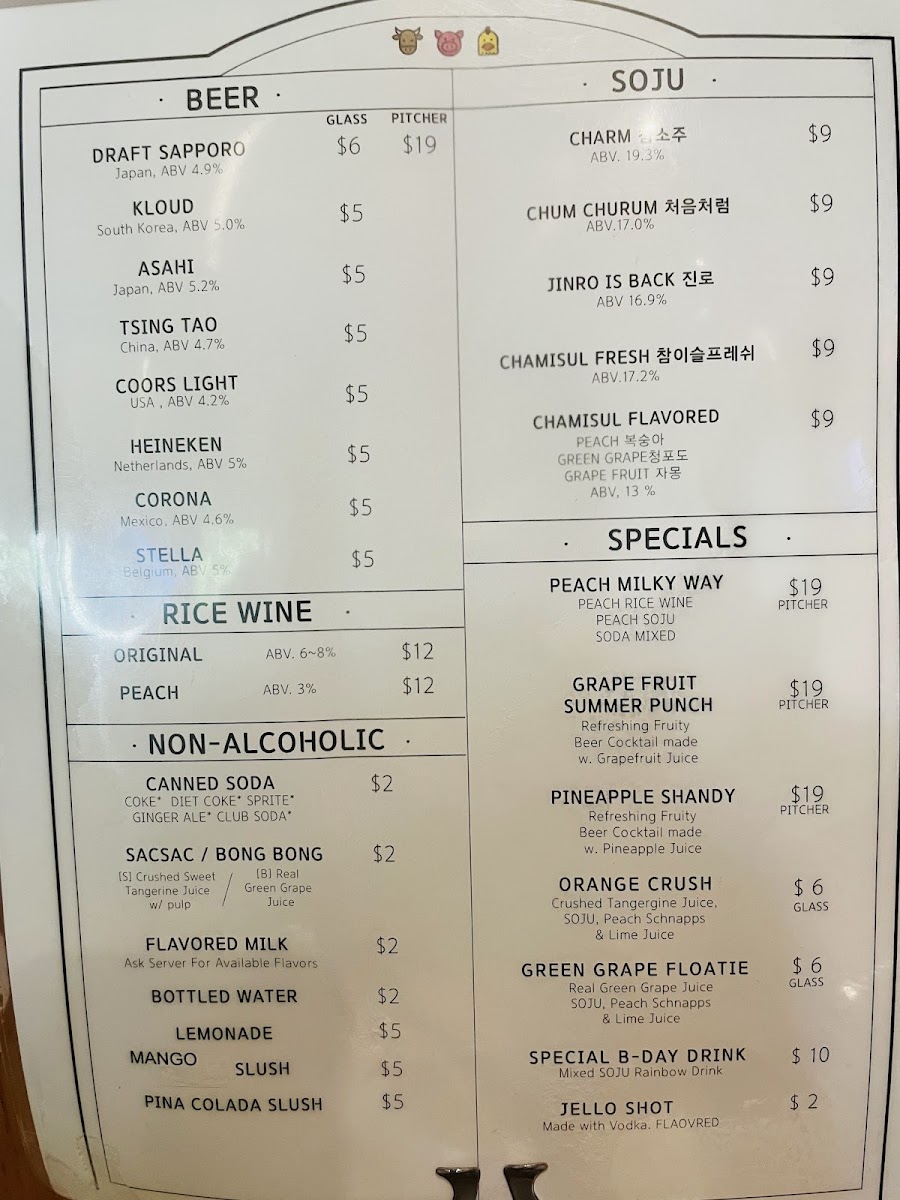 · BEER ·
GLASS PITCHER
DRAFT SAPPORO $6 $19
Japan, ABV 4.9%
KLOUD $5
South Korea, ABV 5.0%
ASAHI $5
Japan, ABV 5.2%
TSING TAO $5
China, ABV 4.7%
COORS LIGHT $5
USA , ABV 4.2%
HEINEKEN $5
Netherlands, ABV 5%
CORONA $5
Mexico, ABV 4.6%
STELLA $5
Belgium, ABV 5%
· RICE WINE ·
ORIGINAL ABV. 6~8% $12
PEACH ABV. 3% $12
· NON-ALCOHOLIC ·
CANNED SODA $2
COKE* DIET COKE* SPRITE*
GINGER ALE* CLUB SODA*
SACSAC / BONG BONG $2
[S] Crushed Sweet
Tangerine Juice
w/ pulp
/
[B] Real
Green Grape
Juice
FLAVORED MILK $2
Ask Server For Available Flavors
BOTTLED WATER $2
LEMONADE $5
MANGO SLUSH $5
PINA COLADA SLUSH $5
· SOJU ·
CHARM 소주 $9
ABV. 19.3%
CHUM CHURUM 처음처럼 $9
ABV.17.0%
JINRO IS BACK 진로 $9
ABV 16.9%
CHAMISUL FRESH 참이슬프레쉬 $9
ABV.17.2%
CHAMISUL FLAVORED $9
PEACH 복숭아
GREEN GRAPE청포도
GRAPE FRUIT 자몽
ABV, 13 %
· SPECIALS ·
PEACH MILKY WAY $19
PITCHER
PEACH RICE WINE
PEACH SOJU
SODA MIXED
GRAPE FRUIT $19
SUMMER PUNCH PITCHER
Refreshing Fruity
Beer Cocktail made
w. Grapefruit Juice
PINEAPPLE SHANDY $19
PITCHER
Refreshing Fruity
Beer Cocktail made
w. Pineapple Juice
ORANGE CRUSH $ 6
GLASS
Crushed Tangergine Juice,
SOJU, Peach Schnapps
& Lime Juice
GREEN GRAPE FLOATIE $ 6
GLASS
Real Green Grape Juice
SOJU, Peach Schnapps
& Lime Juice
SPECIAL B-DAY DRINK $ 10
Mixed SOJU Rainbow Drink
JELLO SHOT $ 2
Made with Vodka. FLAOVRED